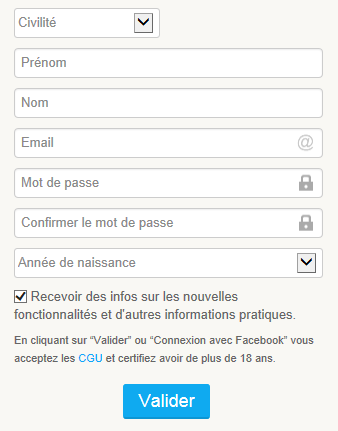 Civilité
Prénom
Nom
Email
@
Mot de passe
Confirmer le mot de passe
Année de naissance
Recevoir des infos sur les nouvelles
fonctionnalités et d'autres informations pratiques.
En cliquant sur “Valider” ou “Connexion avec Facebook” vous
acceptez les CGU et certifiez avoir de plus de 18 ans.
Valider